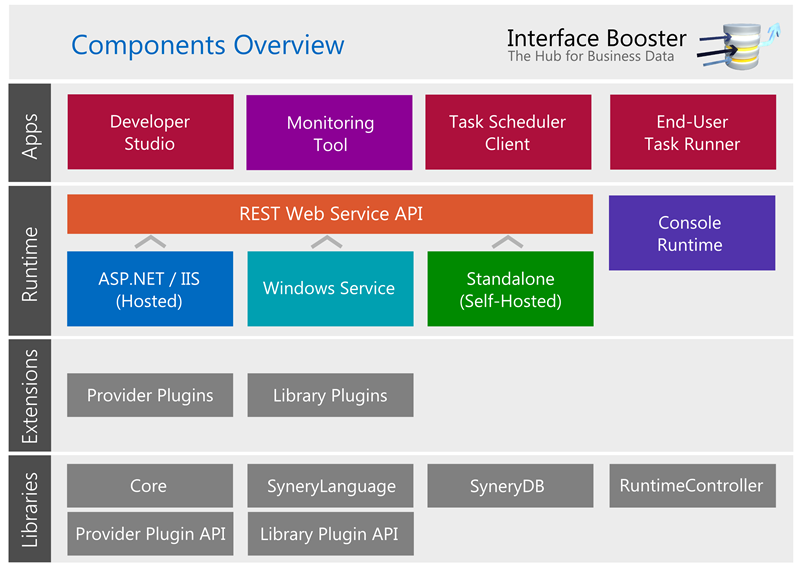 Components Overview
Interface Booster
The Hub for Business Data
Apps
Developer
Studio
Monitoring
Tool
Task Scheduler
Client
End-User
Task Runner
Runtime
REST Web Service API
Console
Runtime
ASP.NET / IIS
(Hosted)
Windows Service
Standalone
(Self-Hosted)
Extensions
Provider Plugins
Library Plugins
Libraries
Core
SyneryLanguage
SyneryDB
RuntimeController
Provider Plugin API
Library Plugin API